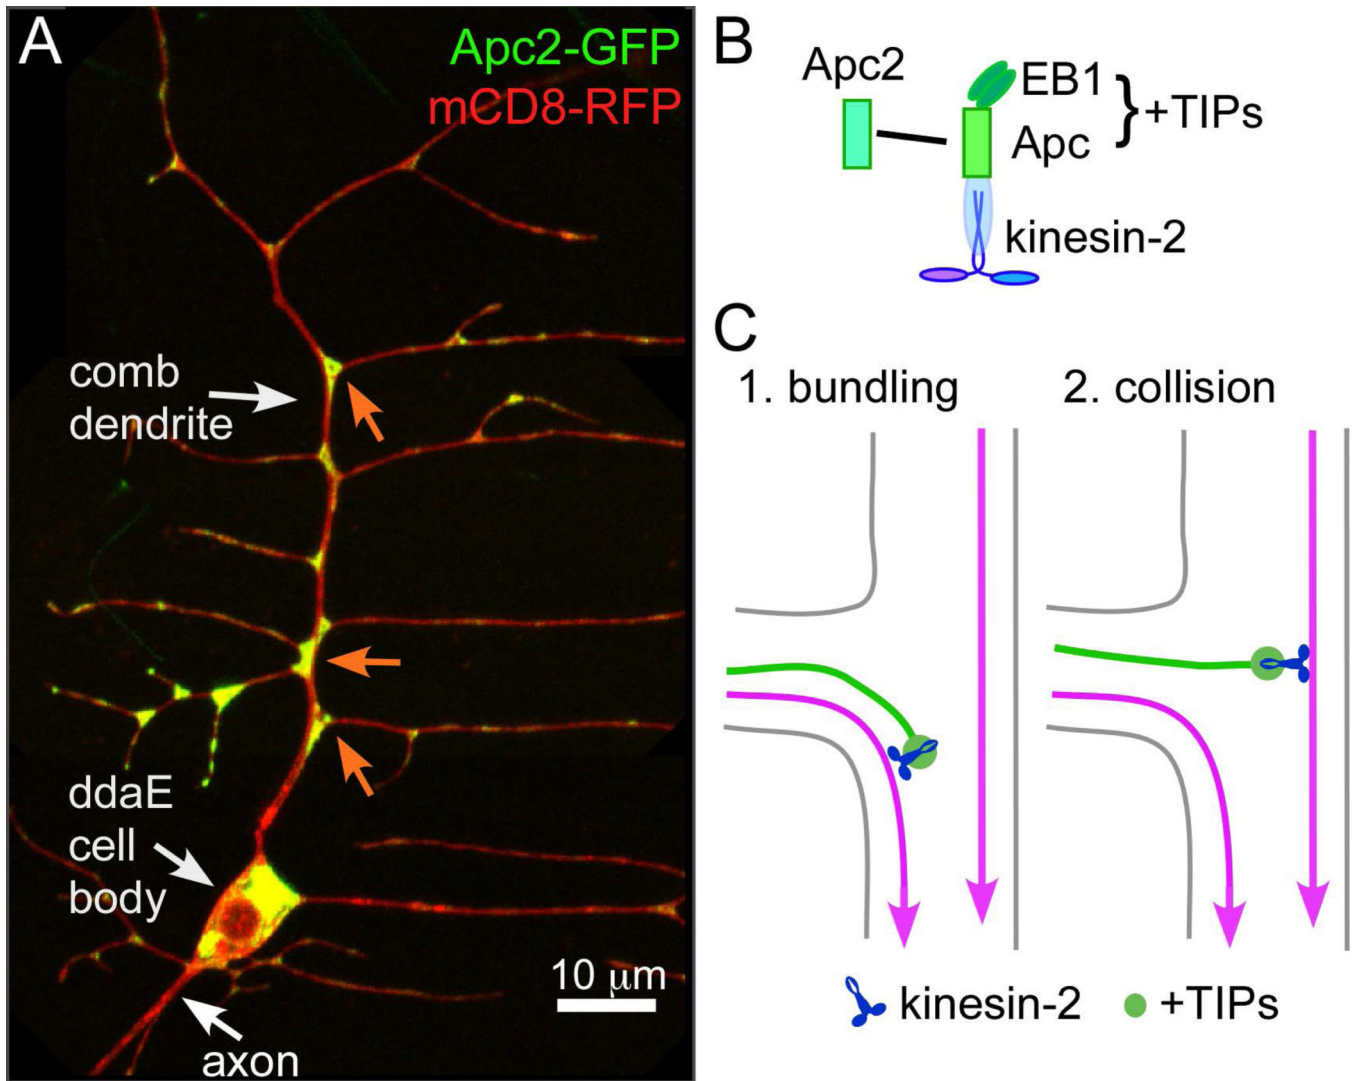 A
Apc2-GFP
mCD8-RFP
comb
dendrite
ddaE
cell
body
axon
10 µm
B
Apc2
EB1
Apc
+TIPs
kinesin-2
C
1. bundling
2. collision
kinesin-2
+TIPs